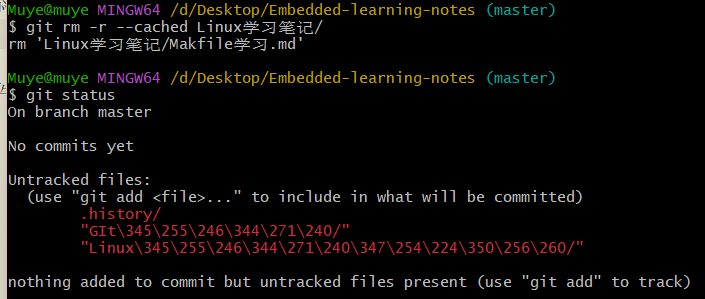 Muye@muye MINGW64 /d/Desktop/Embedded-learning-notes (master)
$ git rm -r --cached Linux学习笔记/
rm 'Linux学习笔记/Makfile学习.md'

Muye@muye MINGW64 /d/Desktop/Embedded-learning-notes (master)
$ git status
On branch master

No commits yet

Untracked files:
  (use "git add <file>..." to include in what will be committed)
        .history/
        "GIt\345\255\246\344\271\240/"
        "Linux\345\255\246\344\271\240\347\254\224\350\256\260/"

nothing added to commit but untracked files present (use "git add" to track)